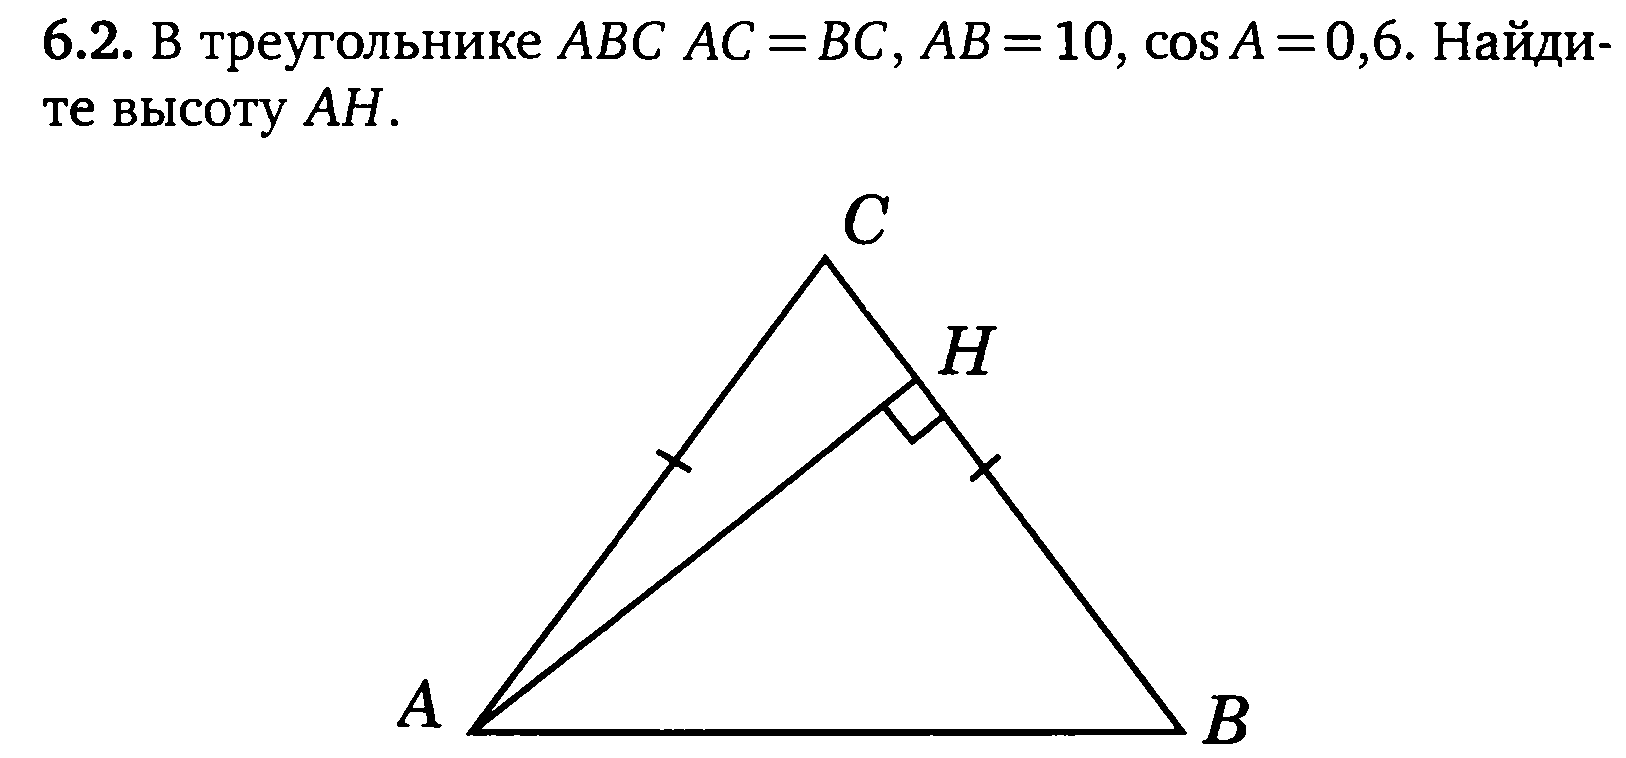 6.2. В треугольнике ABC AC = BC, AB = 10, cos A = 0,6. Найди-
те высоту AH.
C
H
A
B